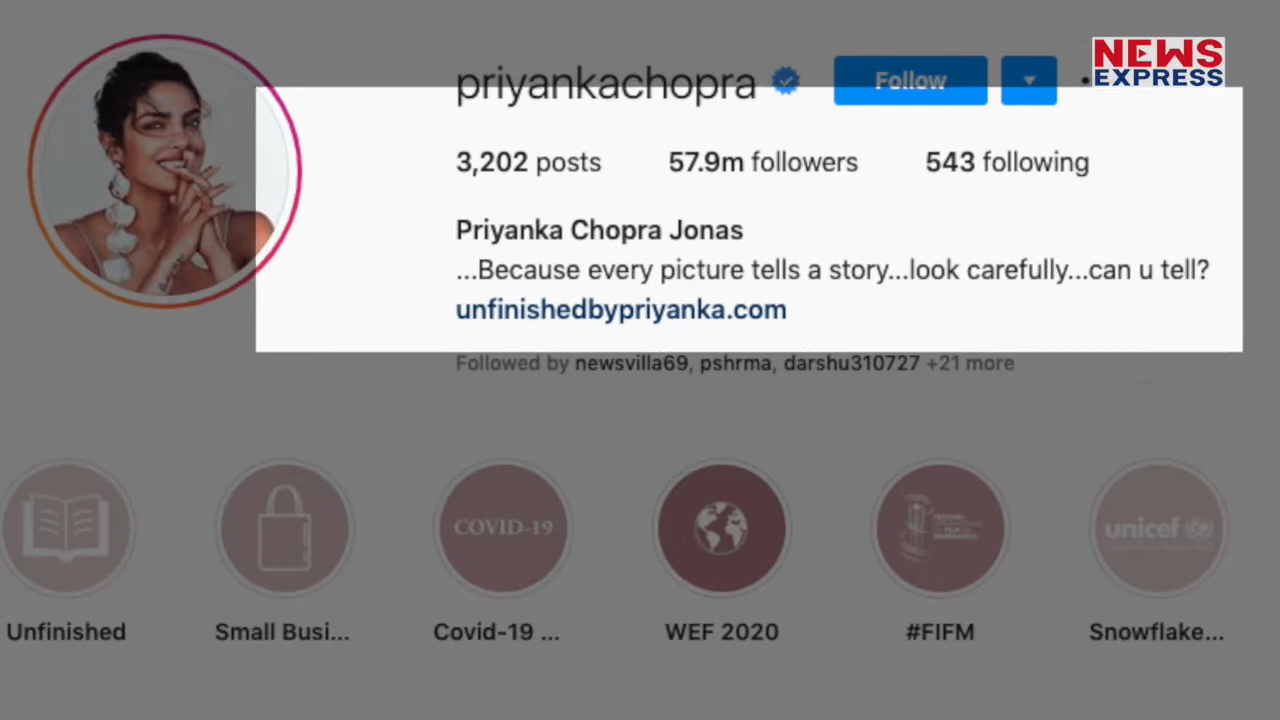 NEWS
EXPRESS
priyankachopra
Follow
3,202 posts 57.9m followers 543 following
Priyanka Chopra Jonas
...Because every picture tells a story...look carefully...can u tell?
unfinishedbypriyanka.com
Followed by newsvilla69, pshrma, darshu310727 +21 more
COVID-19
unicef
Unfinished
Small Busi...
Covid-19 ...
WEF 2020
#FIFM
Snowflake...